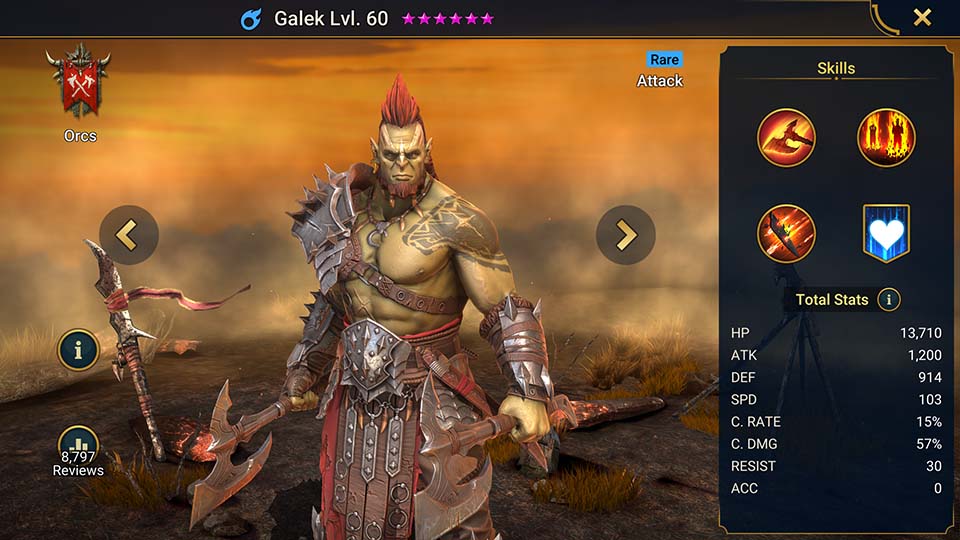 Galek Lvl. 60
Orcs
Rare
Attack
8,797
Reviews
Skills
Total Stats i
HP 13,710
ATK 1,200
DEF 914
SPD 103
C. RATE 15%
C. DMG 57%
RESIST 30
ACC 0